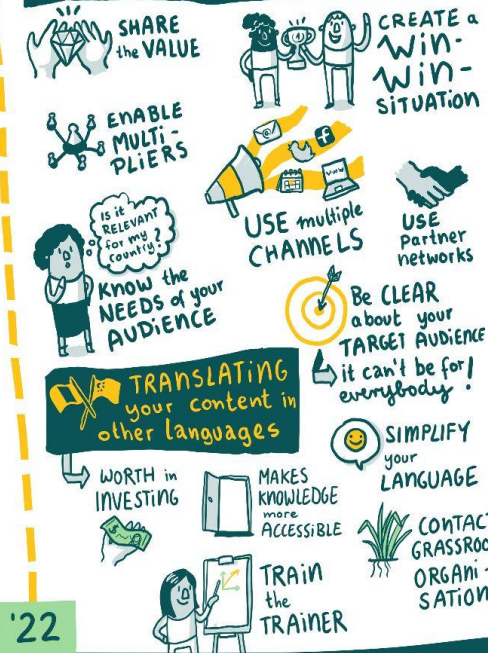 SHARE
the VALUE
CREATE a
Win-
Win-
SITUATION
ENABLE
MULTI-
PLIERS
f
www
USE multiple
CHANNELS
USE
Partner
networks
IS it
RELEVANT
for my
country?
KNOW the
NEEDS of your
AUDIENCE
Be CLEAR
about your
TARGET AUDIENCE
it can't be for
everybody!
TRANSLATING
your content in
other languages
SIMPLIFY
your
LANGUAGE
WORTH in
INVESTING
$
MAKES
KNOWLEDGE
more
ACCESSIBLE
CONTACT
GRASSROO
ORGANI-
SATION
TRAIN
the
TRAINER
'22